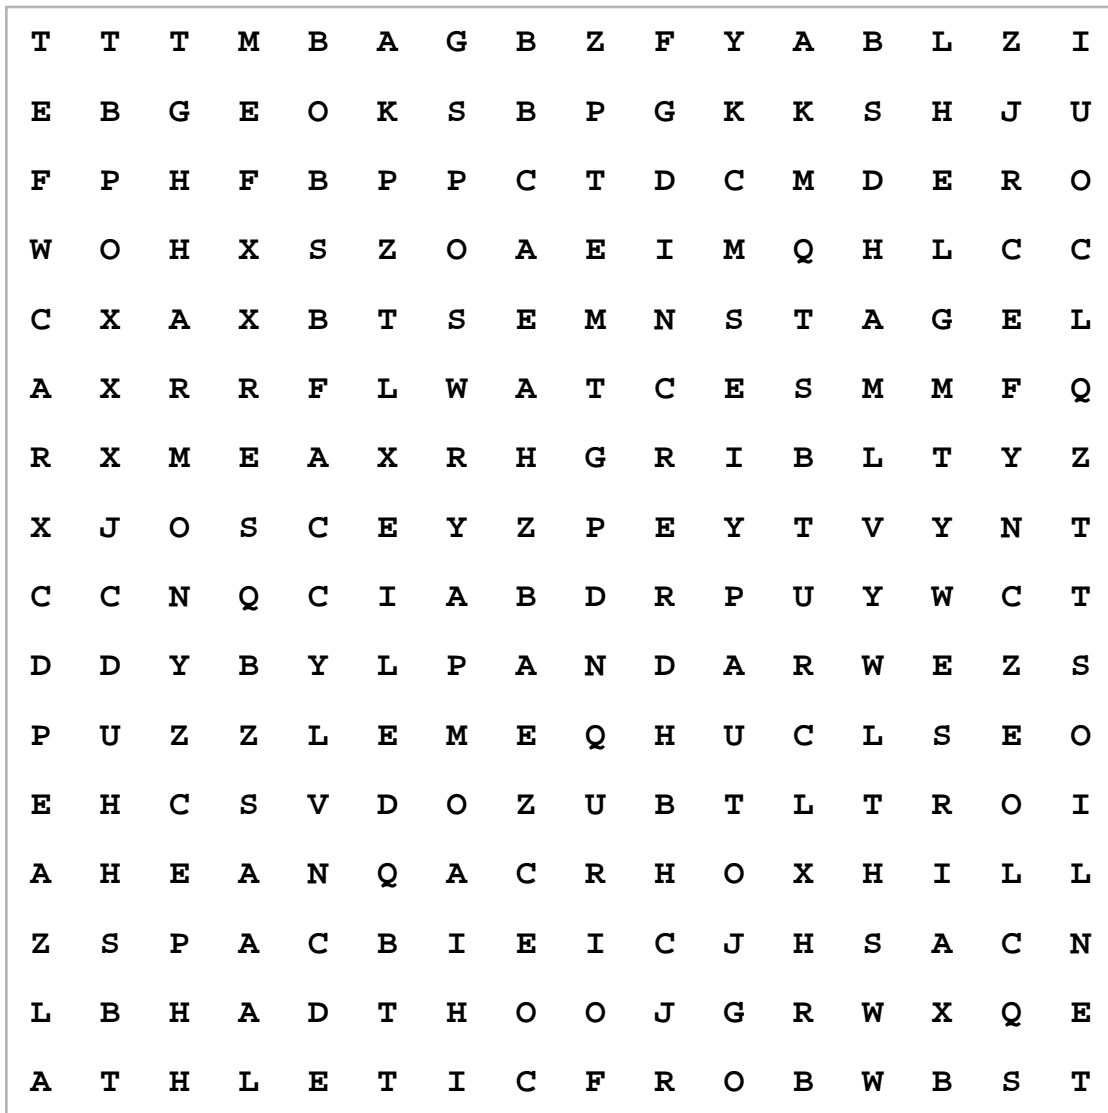 T T T M B A G B Z F Y A B L Z I
E B G E O K S B P G K K S H J U
F P H F B P P C T D C M D E R O
W O H X S Z O A E I M Q H L C C
C X A X B T S E M N S T A G E L
A X R R F L W A T C E S M M F Q
R X M E A X R H G R I B L T Y Z
X J O S C E Y Z P E Y T V Y N T
C C N Q C I A B D R P U Y W C T
D D Y B Y L P A N D A R W E Z S
P U Z Z L E M E Q H U C L S E O
E H C S V D O Z U B T L T R O I
A H E A N Q A C R H O X H I L L
Z S P A C B I E I C J H S A C N
L B H A D T H O O J G R W X Q E
A T H L E T I C F R O B W B S T